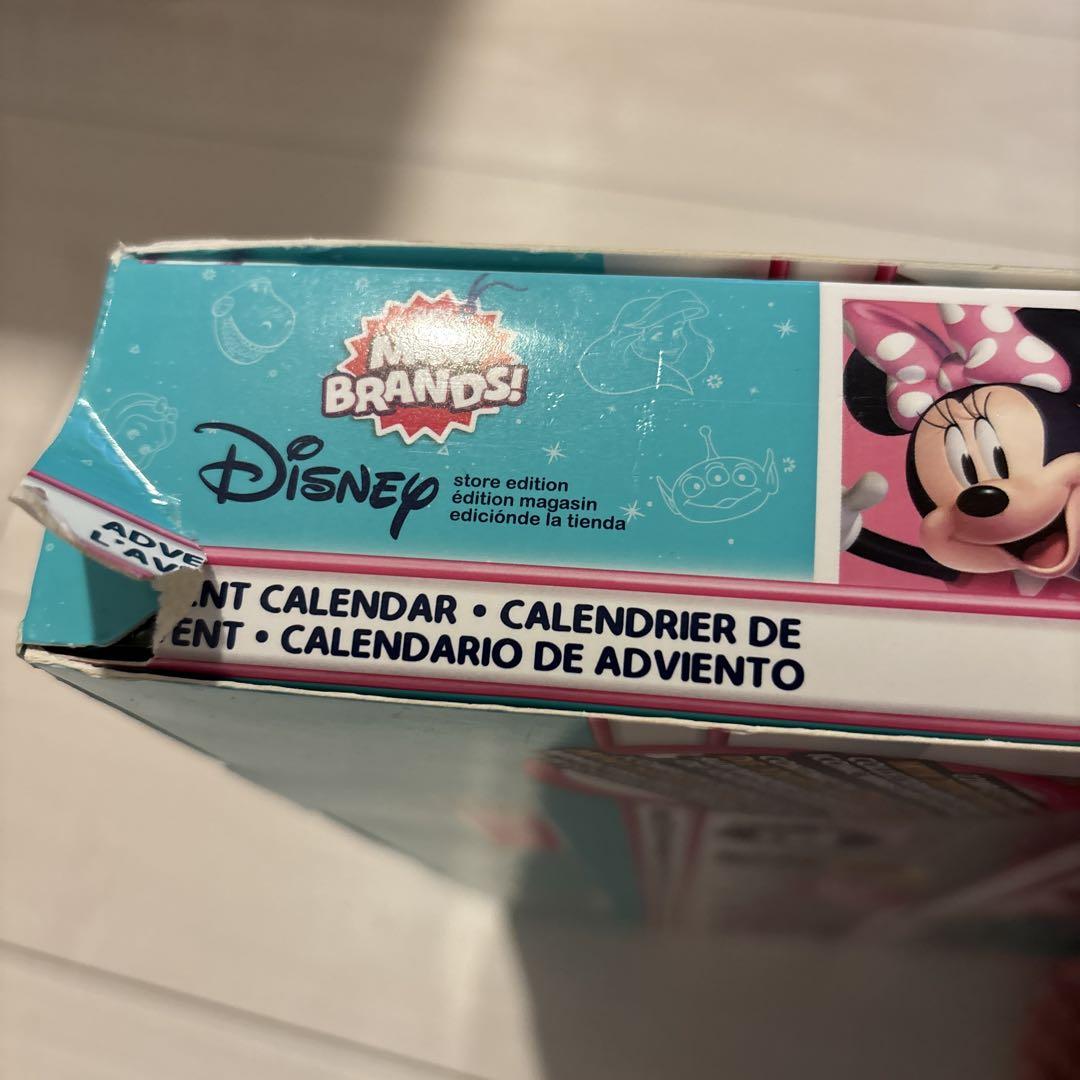 MINI
BRANDS!
Disney
store edition
édition magasin
ediciónde la tienda
ADVE
L'AV
NT CALENDAR • CALENDRIER DE
ENT • CALENDARIO DE ADVIENTO